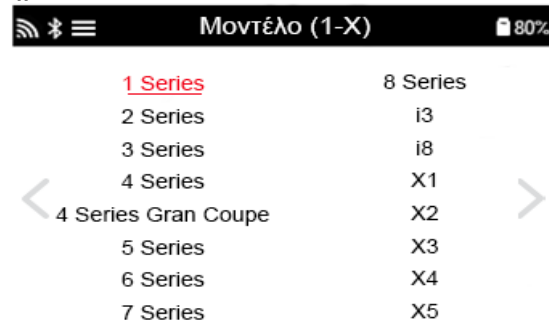 Μοντέλο (1-X)
80%
1 Series
2 Series
3 Series
4 Series
4 Series Gran Coupe
5 Series
6 Series
7 Series
8 Series
i3
i8
X1
X2
X3
X4
X5